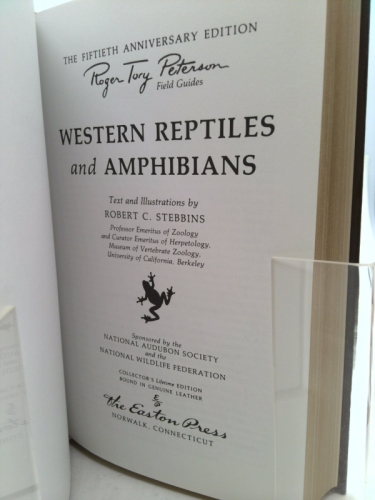 THE FIFTIETH ANNIVERSARY EDITION
Roger Tory Peterson
Field Guides
WESTERN REPTILES
and AMPHIBIANS
Text and Illustrations by
ROBERT C. STEBBINS
Professor Emeritus of Zoology
and Curator Emeritus of Herpetology,
Museum of Vertebrate Zoology,
University of California, Berkeley
Sponsored by the
NATIONAL AUDUBON SOCIETY
and the
NATIONAL WILDLIFE FEDERATION
COLLECTOR'S Lifetime EDITION
BOUND IN GENUINE LEATHER
The Easton Press
NORWALK, CONNECTICUT